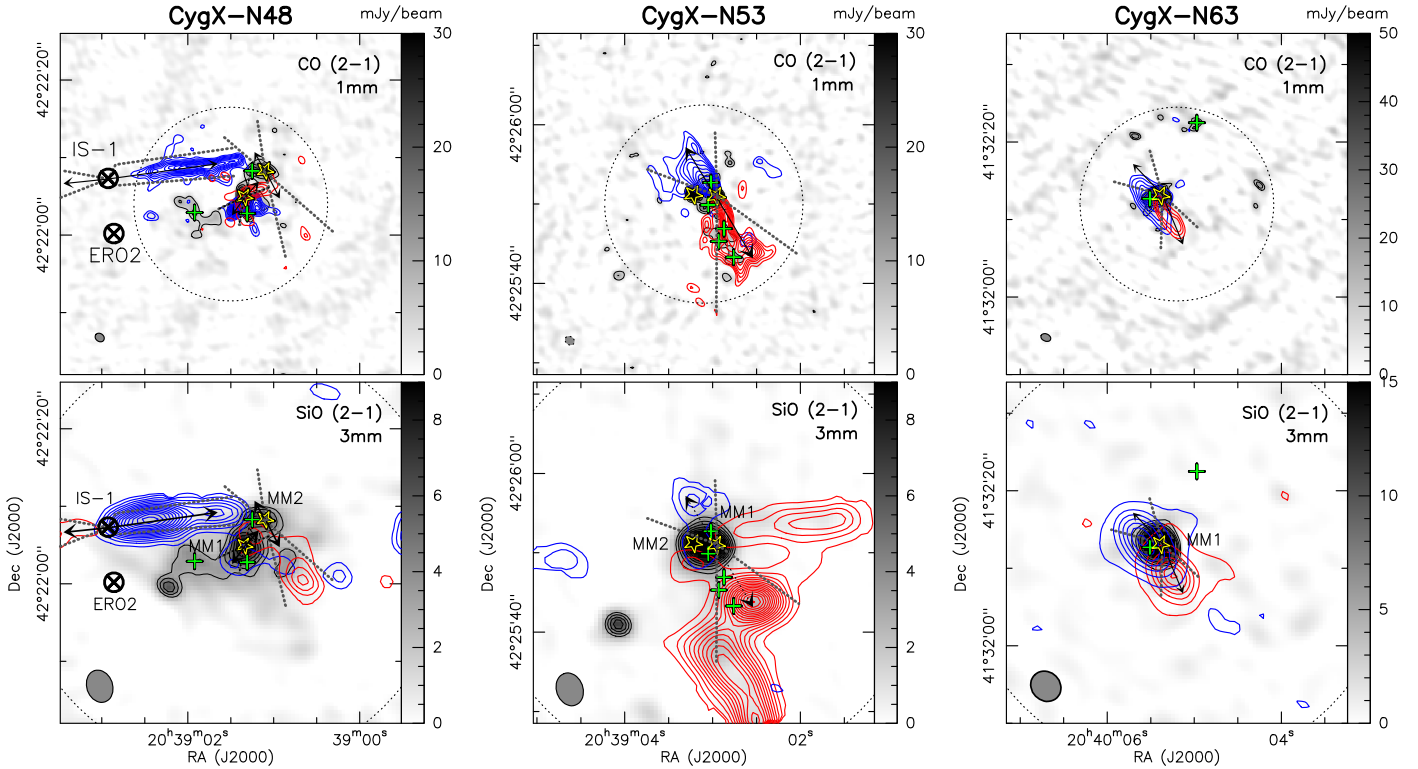 CygX-N48
mJy/beam
CygX-N53
mJy/beam
CygX-N63
mJy/beam
42°22'20"
42°22'00"
CO (2-1)
1mm
IS-1
ERO2
30
20
10
0
42°26'00"
42°25'40"
CO (2-1)
1mm
30
20
10
0
41°32'20"
41°32'00"
CO (2-1)
1mm
50
40
30
20
10
0
Dec (J2000)
42°22'20"
42°22'00"
SiO (2-1)
3mm
IS-1
MM2
MM1
ERO2
8
6
4
2
0
20ʰ39ᵐ02ˢ
39ᵐ00ˢ
RA (J2000)
Dec (J2000)
42°26'00"
42°25'40"
SiO (2-1)
3mm
MM1
MM2
8
6
4
2
0
20ʰ39ᵐ04ˢ
02ˢ
RA (J2000)
Dec (J2000)
41°32'20"
41°32'00"
SiO (2-1)
3mm
MM1
15
10
5
0
20ʰ40ᵐ06ˢ
04ˢ
RA (J2000)